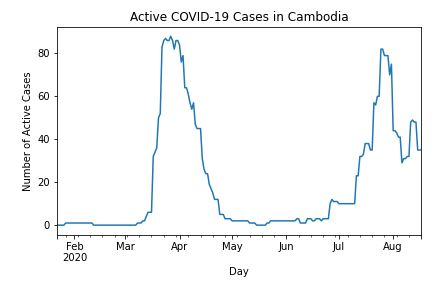 Active COVID-19 Cases in Cambodia
Number of Active Cases
80
60
40
20
0
Feb Mar Apr May Jun Jul Aug
2020
Day